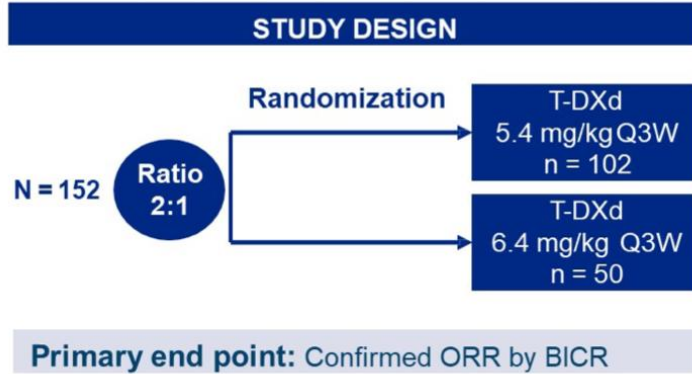 STUDY DESIGN
Randomization
N = 152
Ratio
2:1
T-DXd
5.4 mg/kg Q3W
n = 102
T-DXd
6.4 mg/kg Q3W
n = 50
Primary end point: Confirmed ORR by BICR